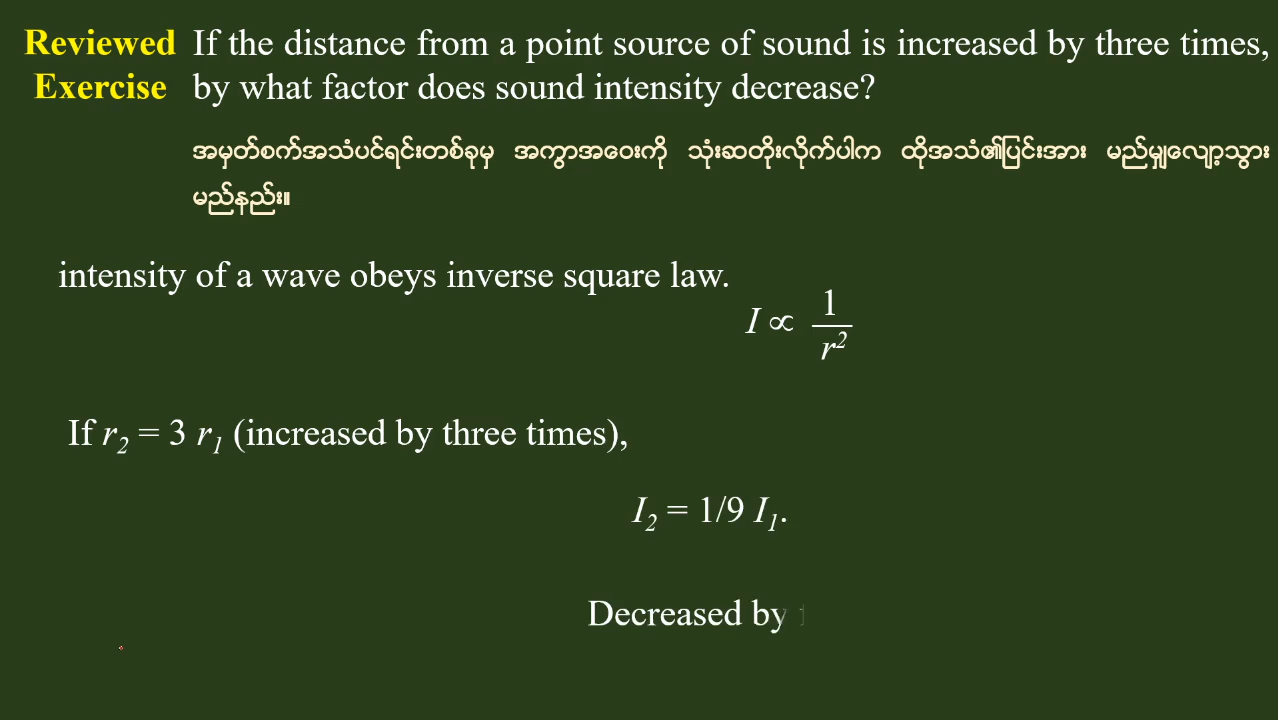 Reviewed Exercise
If the distance from a point source of sound is increased by three times,
by what factor does sound intensity decrease?
အမှတ်စက်အသံပင်ရင်းတစ်ခုမှ အကွာအဝေးကို သုံးဆတိုးလိုက်ပါက ထိုအသံ၏ပြင်းအား မည်မျှလျော့သွား
မည်နည်း။
intensity of a wave obeys inverse square law.
I ∝ 1/r²
If r₂ = 3 r₁ (increased by three times),
I₂ = 1/9 I₁.
Decreased by